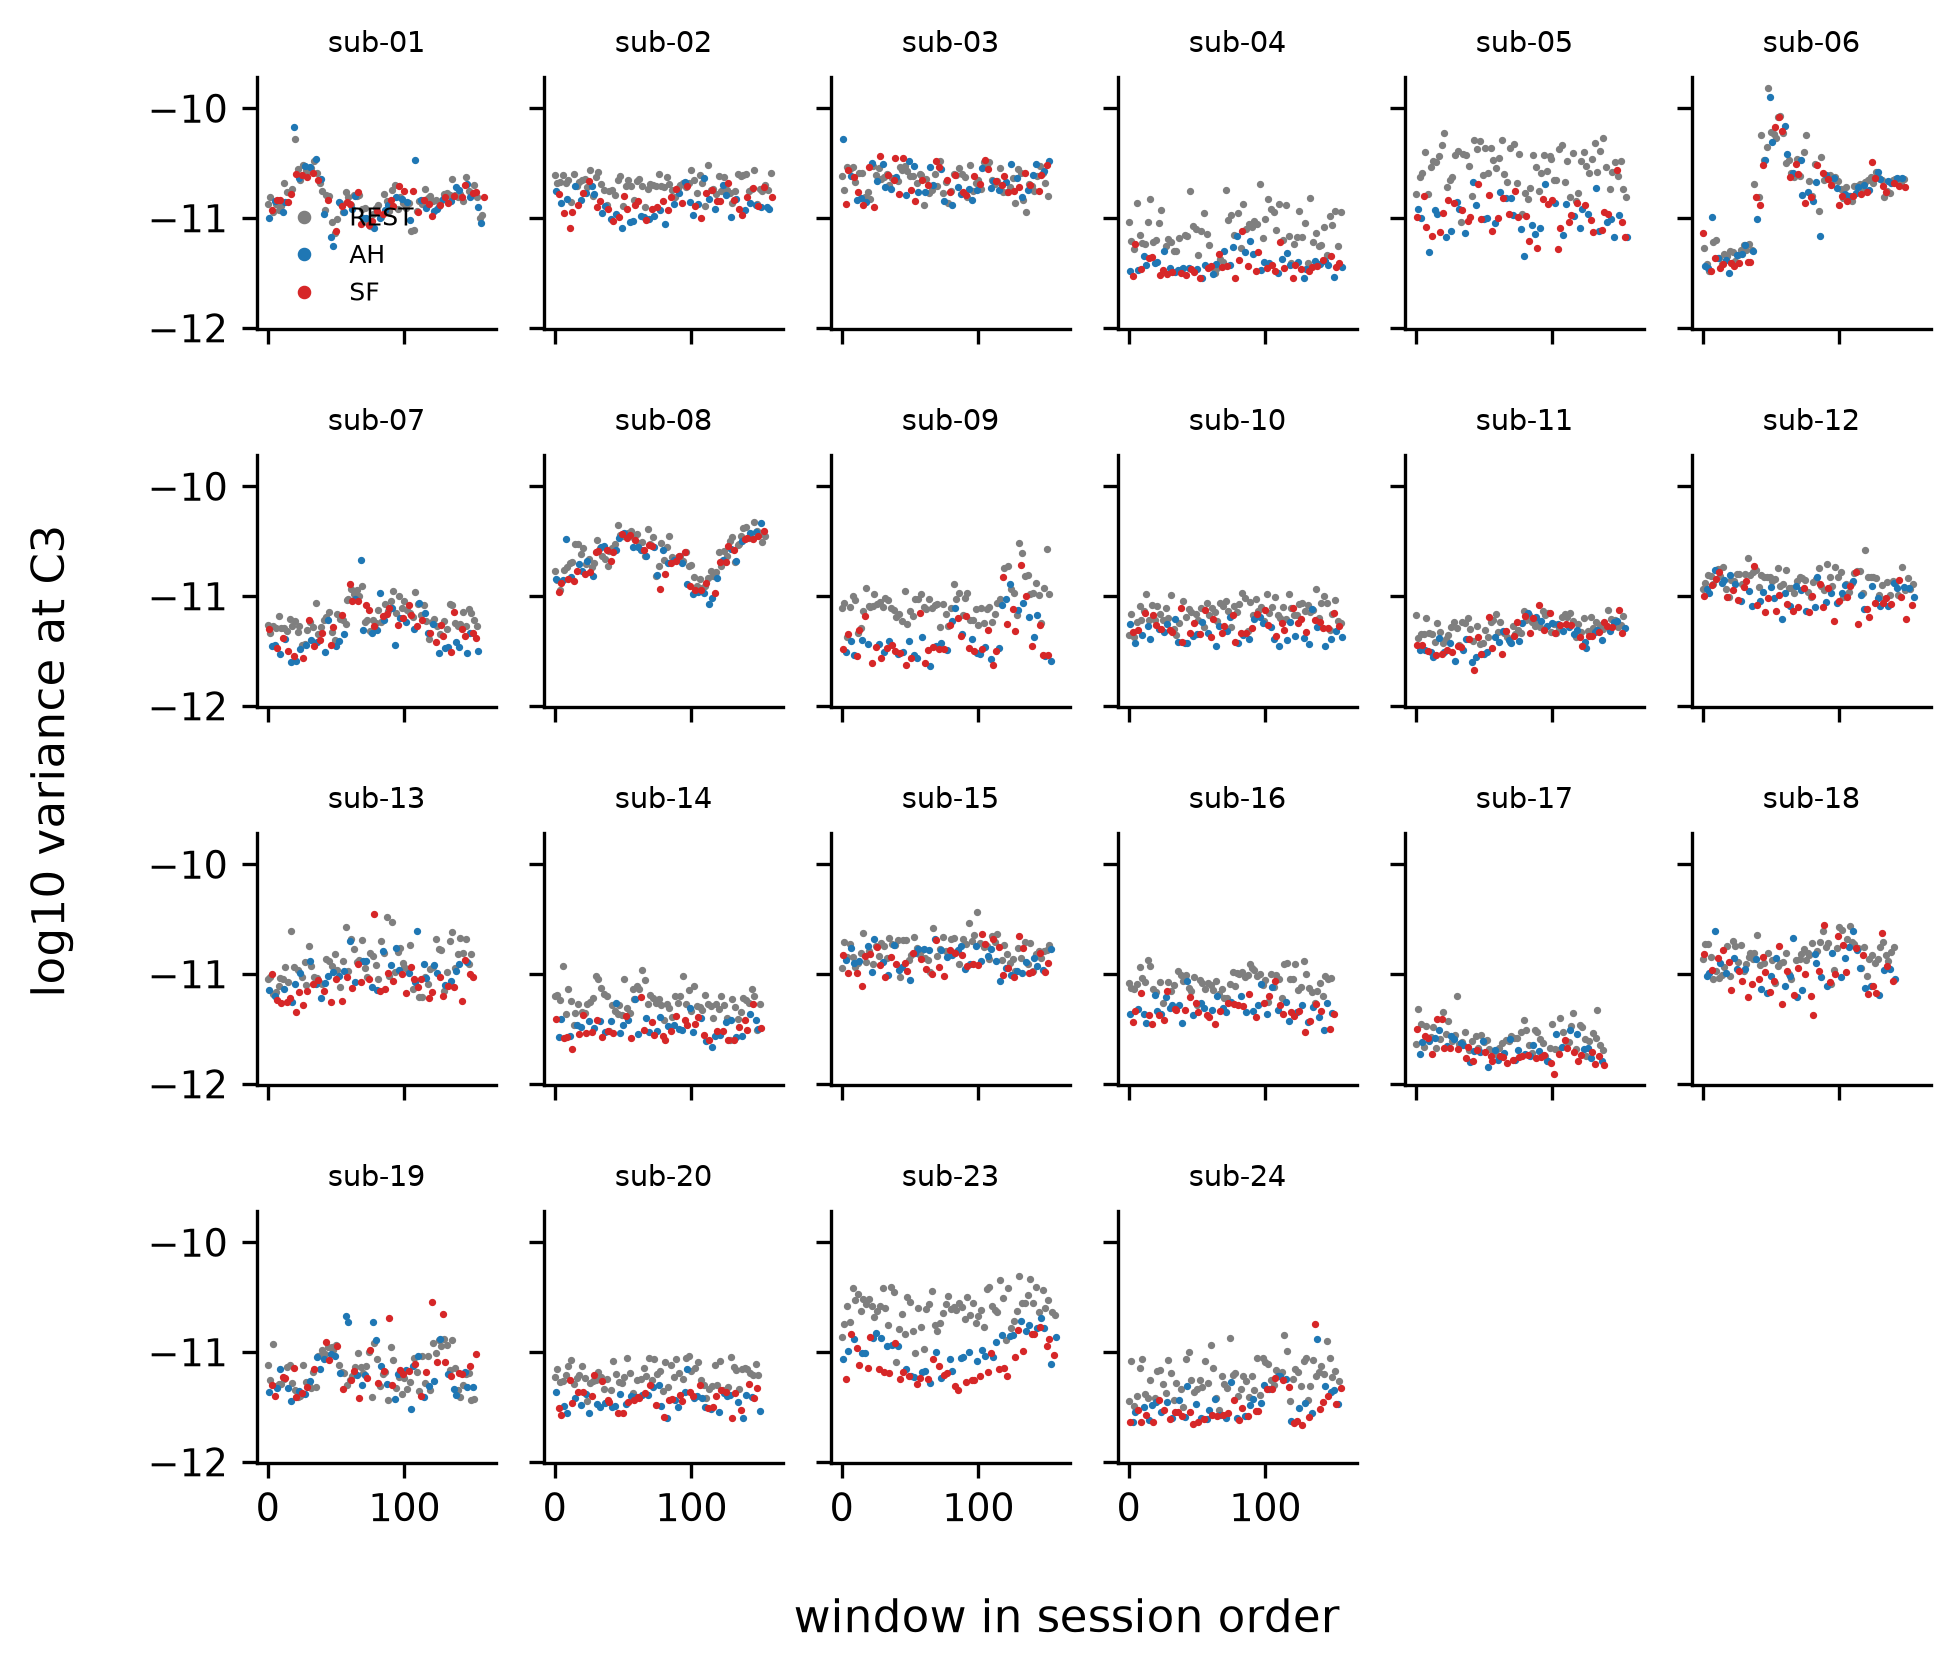 sub-01 sub-02 sub-03 sub-04 sub-05 sub-06
−10
−11
−12
REST
AH
SF
sub-07 sub-08 sub-09 sub-10 sub-11 sub-12
−10
−11
−12
log10 variance at C3
sub-13 sub-14 sub-15 sub-16 sub-17 sub-18
−10
−11
−12
sub-19 sub-20 sub-23 sub-24
−10
−11
−12
0 100 0 100 0 100 0 100
window in session order